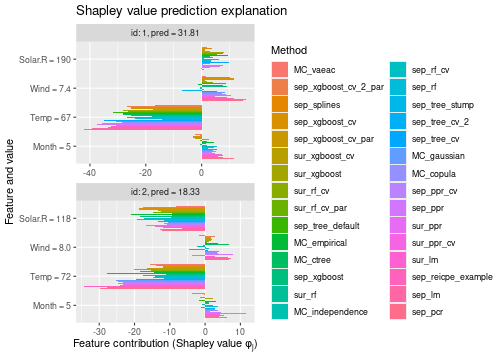 Shapley value prediction explanation
id: 1, pred = 31.81
Solar.R = 190
Wind = 7.4
Temp = 67
Month = 5
-40
-20
0
id: 2, pred = 18.33
Solar.R = 118
Wind = 8.0
Temp = 72
Month = 5
-30
-20
-10
0
10
Feature contribution (Shapley value φj)
Feature and value
Method
MC_vaeac
sep_xgboost_cv_2_par
sep_splines
sep_xgboost_cv
sep_xgboost_cv_par
sur_xgboost_cv
sur_xgboost
sur_rf_cv
sur_rf_cv_par
sep_tree_default
MC_empirical
MC_ctree
sep_xgboost
sur_rf
MC_independence
sep_rf_cv
sep_rf
sep_tree_stump
sep_tree_cv_2
sep_tree_cv
MC_gaussian
MC_copula
sep_ppr_cv
sep_ppr
sur_ppr
sur_ppr_cv
sur_lm
sep_reicpe_example
sep_lm
sep_pcr